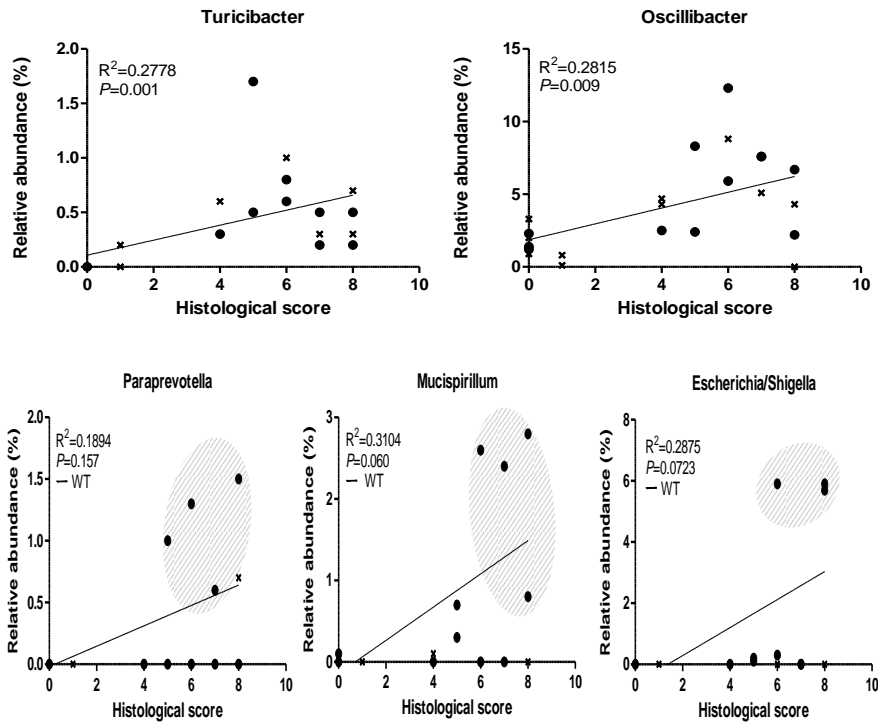 Turicibacter
R²=0.2778
P=0.001
Relative abundance (%)
2.0
1.5
1.0
0.5
0.0
0 2 4 6 8 10
Histological score
Oscillibacter
R²=0.2815
P=0.009
Relative abundance (%)
15
10
5
0
0 2 4 6 8 10
Histological score
Paraprevotella
R²=0.1894
P=0.157
— WT
Relative abundance (%)
2.0
1.5
1.0
0.5
0.0
0 2 4 6 8 10
Histological score
Mucispirillum
R²=0.3104
P=0.060
— WT
Relative abundance (%)
3
2
1
0
0 2 4 6 8 10
Histological score
Escherichia/Shigella
R²=0.2875
P=0.0723
— WT
Relative abundance (%)
8
6
4
2
0
0 2 4 6 8 10
Histological score